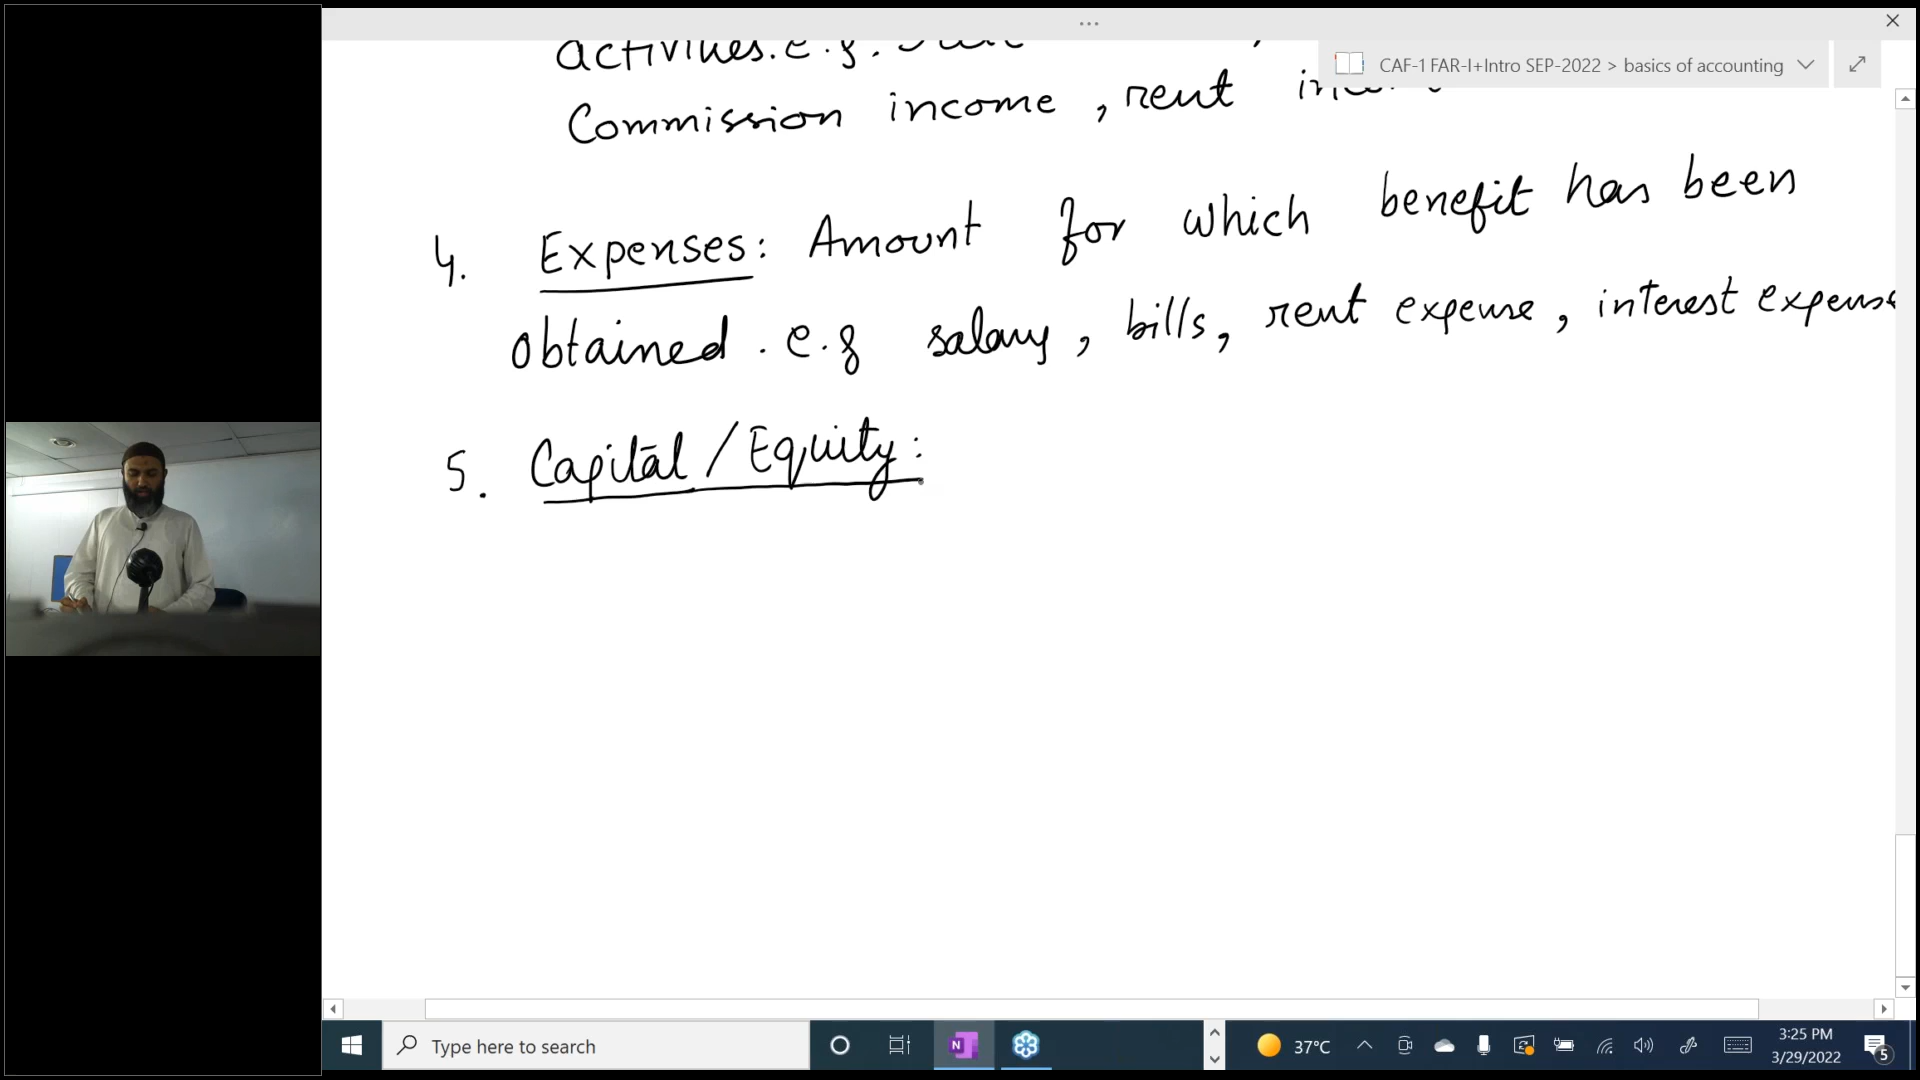 ...
CAF-1 FAR-I+Intro SEP-2022 > basics of accounting
activities. e.g.
Commission income, rent
4. Expenses: Amount for which benefit has been
obtained. e.g salary, bills, rent expense, interest expense
5. Capital/Equity:
Type here to search
37°C
3:25 PM
3/29/2022
5